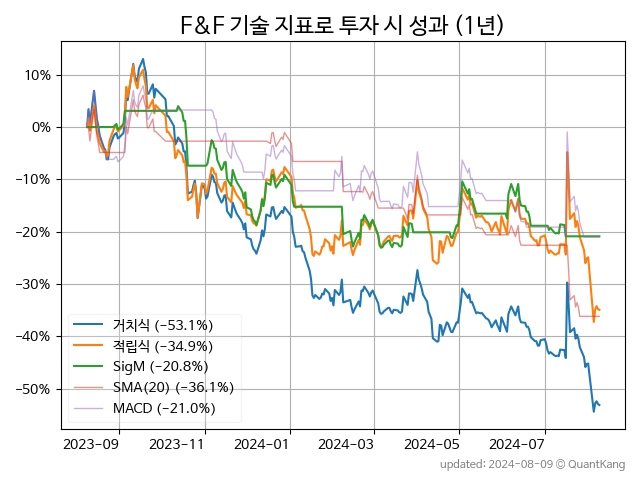 F&F 기술 지표로 투자 시 성과 (1년)
10%
0%
−10%
−20%
−30%
−40%
−50%
거치식 (−53.1%)
적립식 (−34.9%)
SigM (−20.8%)
SMA(20) (−36.1%)
MACD (−21.0%)
2023−09 2023−11 2024−01 2024−03 2024−05 2024−07
updated: 2024−08−09 © QuantKang